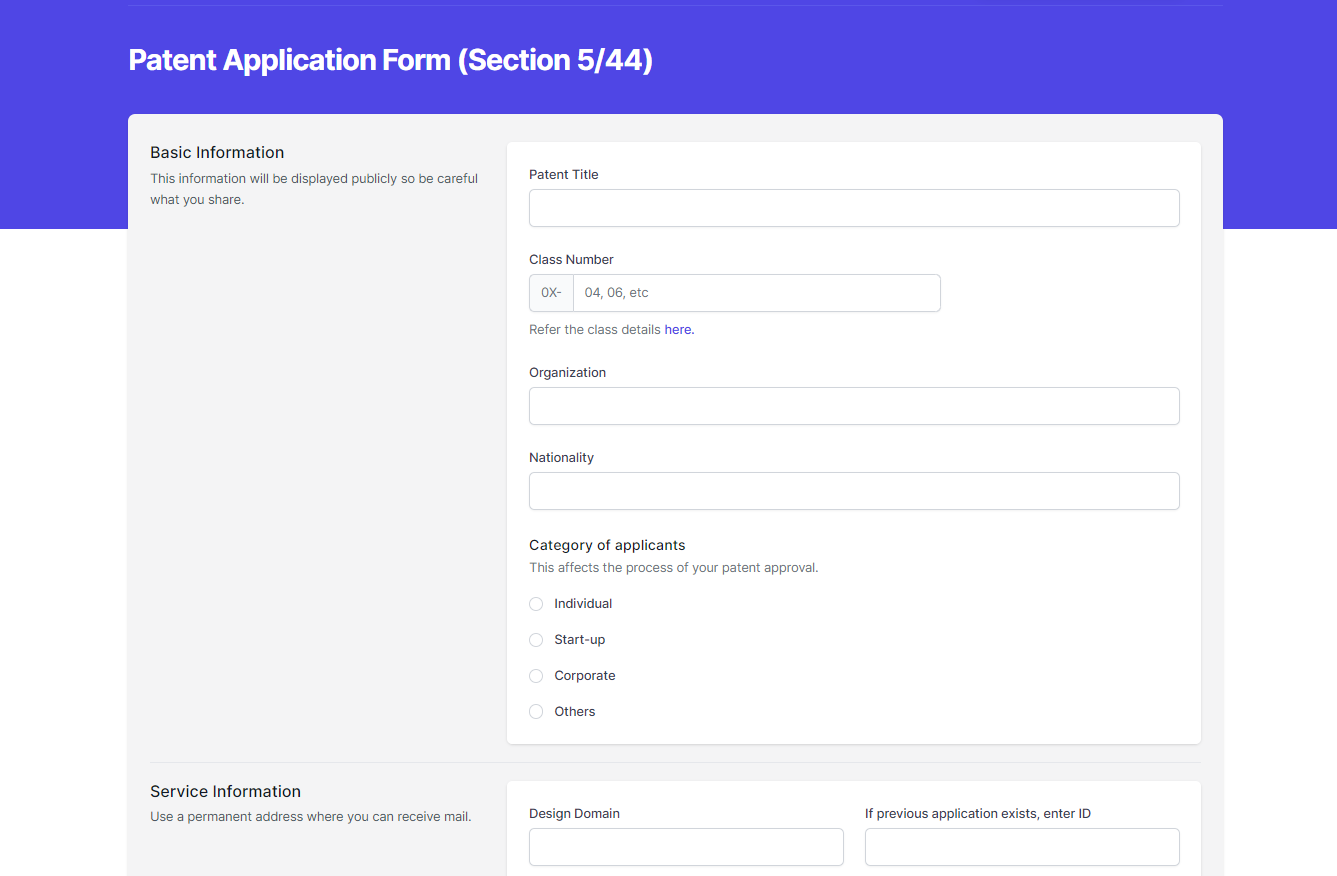 Patent Application Form (Section 5/44)
Basic Information
This information will be displayed publicly so be careful
what you share.
Patent Title
Class Number
0X-
04, 06, etc
Refer the class details here.
Organization
Nationality
Category of applicants
This affects the process of your patent approval.
Individual
Start-up
Corporate
Others
Service Information
Use a permanent address where you can receive mail.
Design Domain
If previous application exists, enter ID